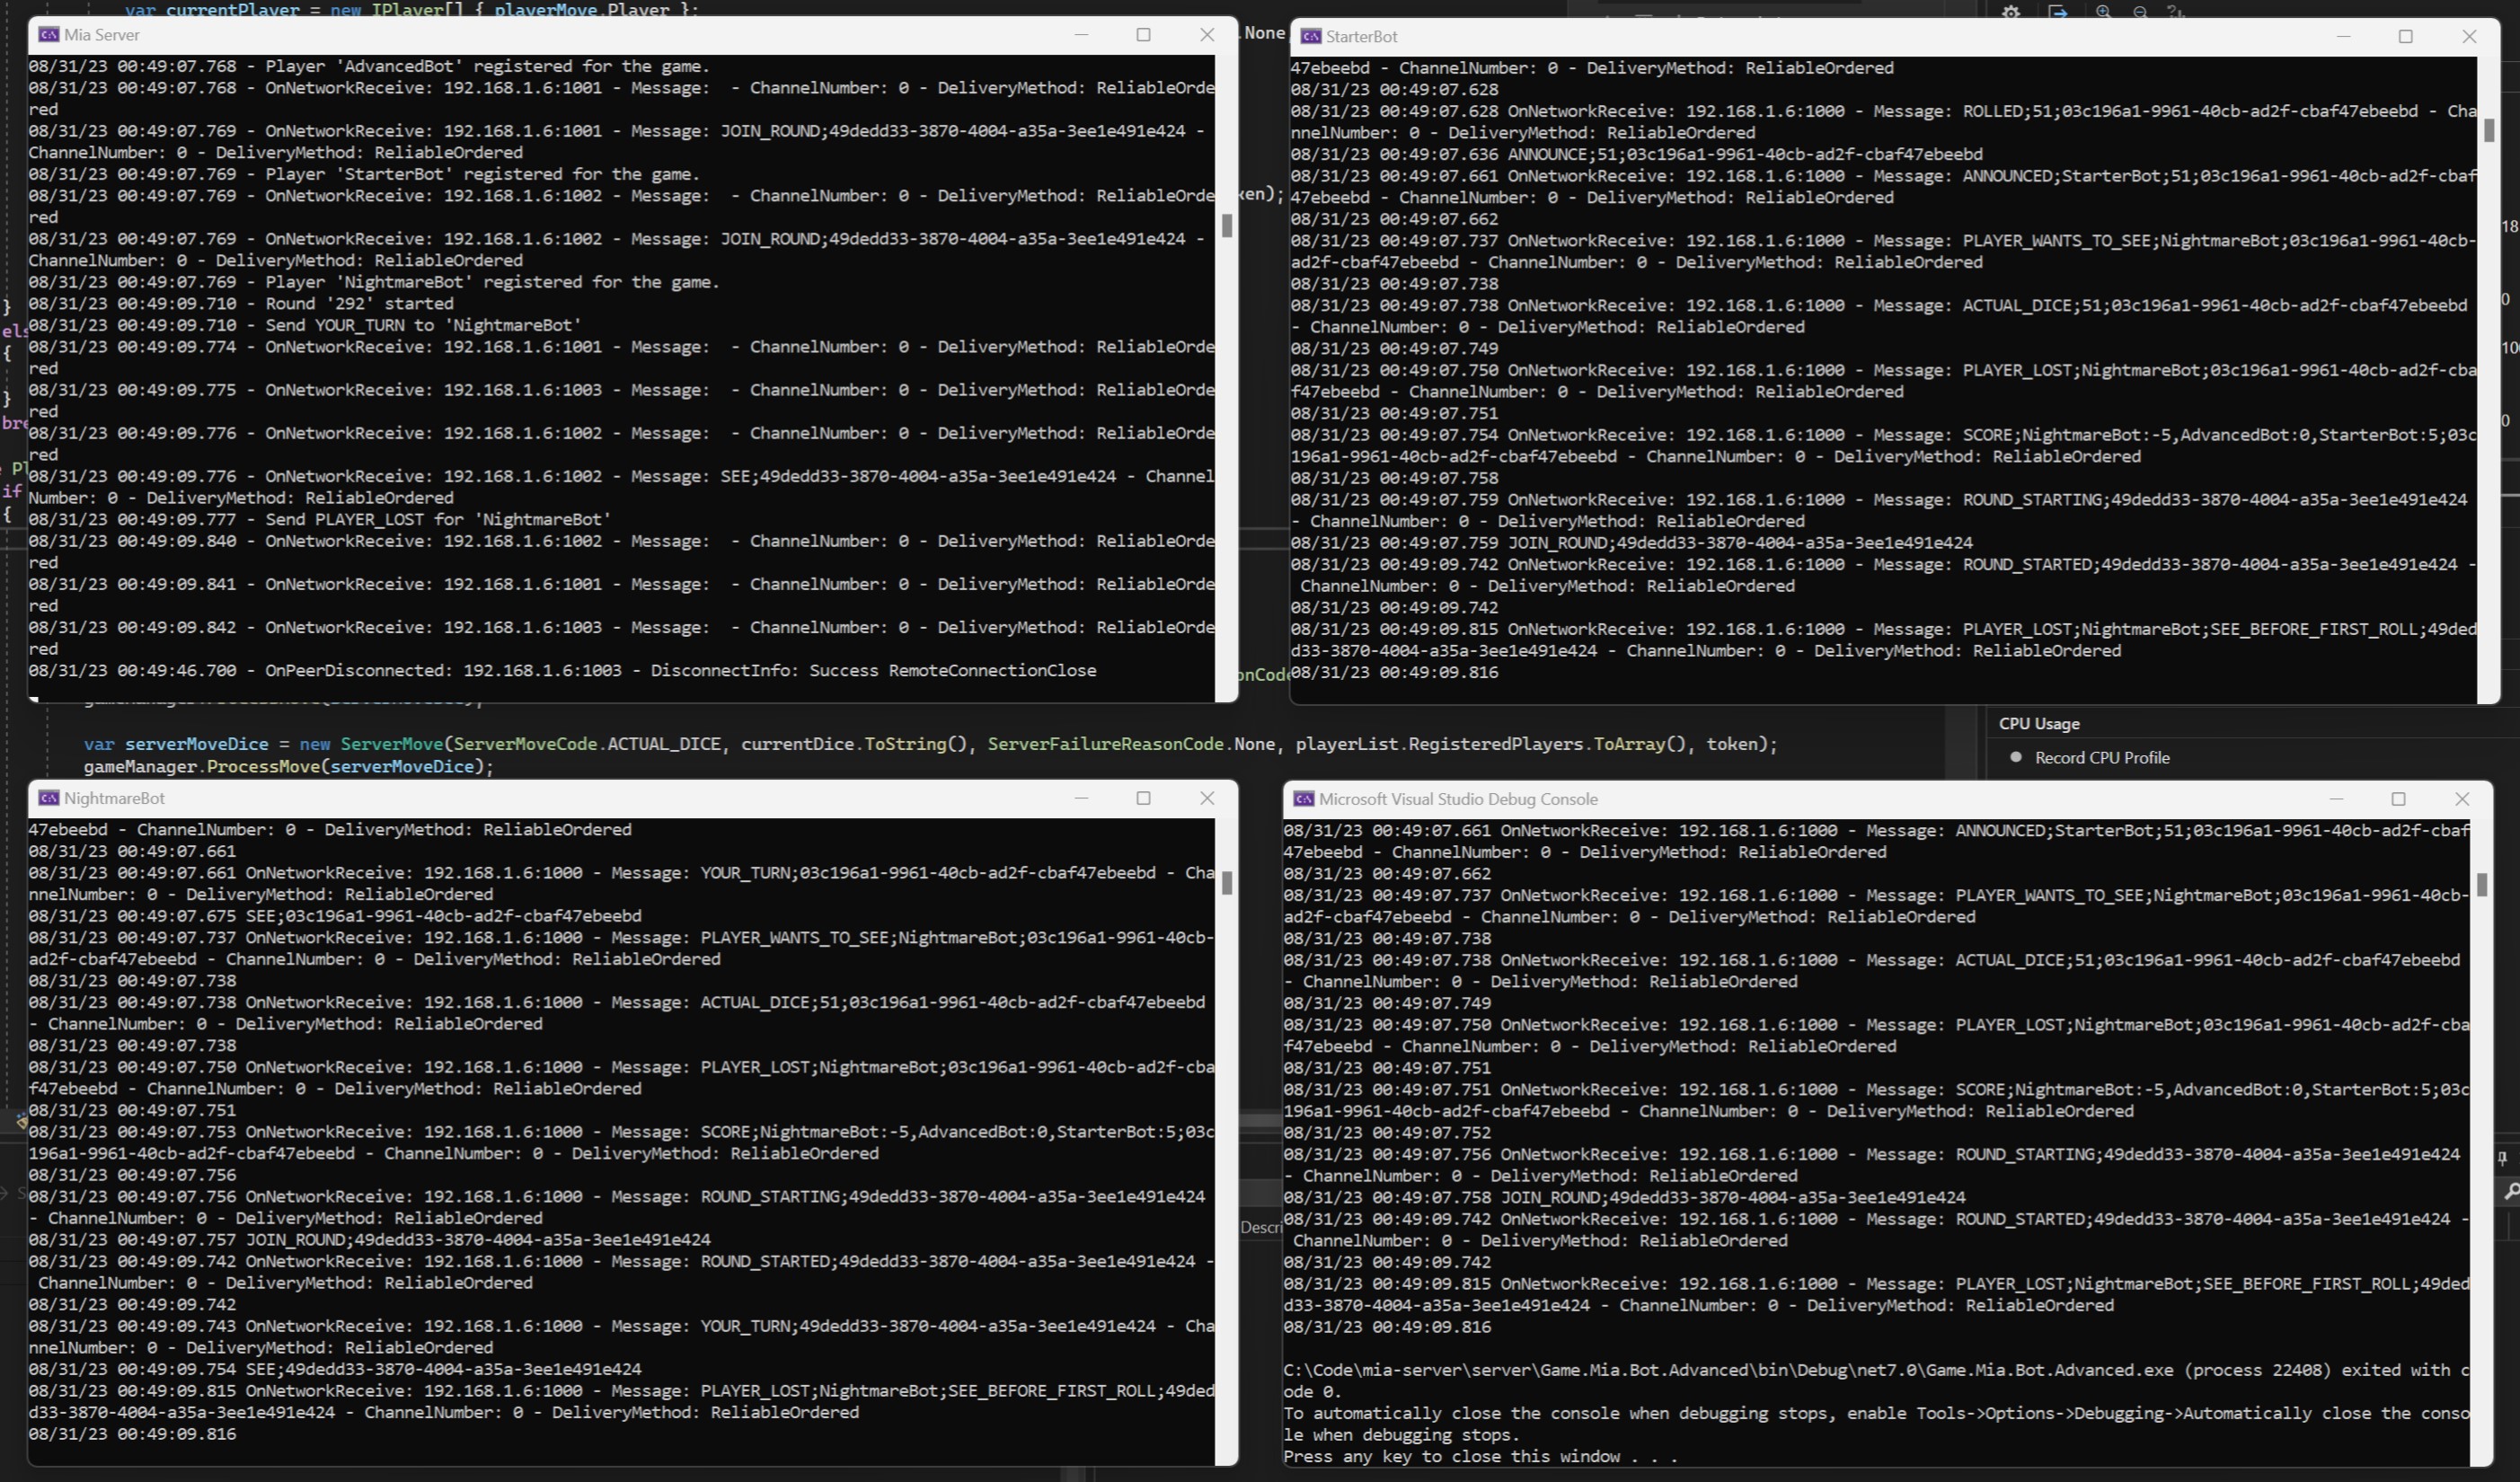 var currentPlayer = new IPlayer[] { playerMove.Player };
Mia Server
08/31/23 00:49:07.768 - Player 'AdvancedBot' registered for the game.
08/31/23 00:49:07.768 - OnNetworkReceive: 192.168.1.6:1001 - Message:  - ChannelNumber: 0 - DeliveryMethod: ReliableOrde
red
08/31/23 00:49:07.769 - OnNetworkReceive: 192.168.1.6:1001 - Message: JOIN_ROUND;49dedd33-3870-4004-a35a-3ee1e491e424 -
ChannelNumber: 0 - DeliveryMethod: ReliableOrdered
08/31/23 00:49:07.769 - Player 'StarterBot' registered for the game.
08/31/23 00:49:07.769 - OnNetworkReceive: 192.168.1.6:1002 - Message:  - ChannelNumber: 0 - DeliveryMethod: ReliableOrde
red
08/31/23 00:49:07.769 - OnNetworkReceive: 192.168.1.6:1002 - Message: JOIN_ROUND;49dedd33-3870-4004-a35a-3ee1e491e424 -
ChannelNumber: 0 - DeliveryMethod: ReliableOrdered
08/31/23 00:49:07.769 - Player 'NightmareBot' registered for the game.
08/31/23 00:49:09.710 - Round '292' started
08/31/23 00:49:09.710 - Send YOUR_TURN to 'NightmareBot'
08/31/23 00:49:09.774 - OnNetworkReceive: 192.168.1.6:1001 - Message:  - ChannelNumber: 0 - DeliveryMethod: ReliableOrde
red
08/31/23 00:49:09.775 - OnNetworkReceive: 192.168.1.6:1003 - Message:  - ChannelNumber: 0 - DeliveryMethod: ReliableOrde
red
08/31/23 00:49:09.776 - OnNetworkReceive: 192.168.1.6:1002 - Message:  - ChannelNumber: 0 - DeliveryMethod: ReliableOrde
red
08/31/23 00:49:09.776 - OnNetworkReceive: 192.168.1.6:1002 - Message: SEE;49dedd33-3870-4004-a35a-3ee1e491e424 - Channel
Number: 0 - DeliveryMethod: ReliableOrdered
08/31/23 00:49:09.777 - Send PLAYER_LOST for 'NightmareBot'
08/31/23 00:49:09.840 - OnNetworkReceive: 192.168.1.6:1002 - Message:  - ChannelNumber: 0 - DeliveryMethod: ReliableOrde
red
08/31/23 00:49:09.841 - OnNetworkReceive: 192.168.1.6:1001 - Message:  - ChannelNumber: 0 - DeliveryMethod: ReliableOrde
red
08/31/23 00:49:09.842 - OnNetworkReceive: 192.168.1.6:1003 - Message:  - ChannelNumber: 0 - DeliveryMethod: ReliableOrde
red
08/31/23 00:49:46.700 - OnPeerDisconnected: 192.168.1.6:1003 - DisconnectInfo: Success RemoteConnectionClose
.None
ken);
onCode
StarterBot
47ebeebd - ChannelNumber: 0 - DeliveryMethod: ReliableOrdered
08/31/23 00:49:07.628
08/31/23 00:49:07.628 OnNetworkReceive: 192.168.1.6:1000 - Message: ROLLED;51;03c196a1-9961-40cb-ad2f-cbaf47ebeebd - Cha
nnelNumber: 0 - DeliveryMethod: ReliableOrdered
08/31/23 00:49:07.636 ANNOUNCE;51;03c196a1-9961-40cb-ad2f-cbaf47ebeebd
08/31/23 00:49:07.661 OnNetworkReceive: 192.168.1.6:1000 - Message: ANNOUNCED;StarterBot;51;03c196a1-9961-40cb-ad2f-cbaf
47ebeebd - ChannelNumber: 0 - DeliveryMethod: ReliableOrdered
08/31/23 00:49:07.662
08/31/23 00:49:07.737 OnNetworkReceive: 192.168.1.6:1000 - Message: PLAYER_WANTS_TO_SEE;NightmareBot;03c196a1-9961-40cb-
ad2f-cbaf47ebeebd - ChannelNumber: 0 - DeliveryMethod: ReliableOrdered
08/31/23 00:49:07.738
08/31/23 00:49:07.738 OnNetworkReceive: 192.168.1.6:1000 - Message: ACTUAL_DICE;51;03c196a1-9961-40cb-ad2f-cbaf47ebeebd
- ChannelNumber: 0 - DeliveryMethod: ReliableOrdered
08/31/23 00:49:07.749
08/31/23 00:49:07.750 OnNetworkReceive: 192.168.1.6:1000 - Message: PLAYER_LOST;NightmareBot;03c196a1-9961-40cb-ad2f-cba
f47ebeebd - ChannelNumber: 0 - DeliveryMethod: ReliableOrdered
08/31/23 00:49:07.751
08/31/23 00:49:07.754 OnNetworkReceive: 192.168.1.6:1000 - Message: SCORE;NightmareBot:-5,AdvancedBot:0,StarterBot:5;03c
196a1-9961-40cb-ad2f-cbaf47ebeebd - ChannelNumber: 0 - DeliveryMethod: ReliableOrdered
08/31/23 00:49:07.758
08/31/23 00:49:07.759 OnNetworkReceive: 192.168.1.6:1000 - Message: ROUND_STARTING;49dedd33-3870-4004-a35a-3ee1e491e424
- ChannelNumber: 0 - DeliveryMethod: ReliableOrdered
08/31/23 00:49:07.759 JOIN_ROUND;49dedd33-3870-4004-a35a-3ee1e491e424
08/31/23 00:49:09.742 OnNetworkReceive: 192.168.1.6:1000 - Message: ROUND_STARTED;49dedd33-3870-4004-a35a-3ee1e491e424 -
ChannelNumber: 0 - DeliveryMethod: ReliableOrdered
08/31/23 00:49:09.742
08/31/23 00:49:09.815 OnNetworkReceive: 192.168.1.6:1000 - Message: PLAYER_LOST;NightmareBot;SEE_BEFORE_FIRST_ROLL;49ded
d33-3870-4004-a35a-3ee1e491e424 - ChannelNumber: 0 - DeliveryMethod: ReliableOrdered
08/31/23 00:49:09.816
CPU Usage
Record CPU Profile
var serverMoveDice = new ServerMove(ServerMoveCode.ACTUAL_DICE, currentDice.ToString(), ServerFailureReasonCode.None, playerList.RegisteredPlayers.ToArray(), token);
gameManager.ProcessMove(serverMoveDice);
NightmareBot
47ebeebd - ChannelNumber: 0 - DeliveryMethod: ReliableOrdered
08/31/23 00:49:07.661
08/31/23 00:49:07.661 OnNetworkReceive: 192.168.1.6:1000 - Message: YOUR_TURN;03c196a1-9961-40cb-ad2f-cbaf47ebeebd - Cha
nnelNumber: 0 - DeliveryMethod: ReliableOrdered
08/31/23 00:49:07.675 SEE;03c196a1-9961-40cb-ad2f-cbaf47ebeebd
08/31/23 00:49:07.737 OnNetworkReceive: 192.168.1.6:1000 - Message: PLAYER_WANTS_TO_SEE;NightmareBot;03c196a1-9961-40cb-
ad2f-cbaf47ebeebd - ChannelNumber: 0 - DeliveryMethod: ReliableOrdered
08/31/23 00:49:07.738
08/31/23 00:49:07.738 OnNetworkReceive: 192.168.1.6:1000 - Message: ACTUAL_DICE;51;03c196a1-9961-40cb-ad2f-cbaf47ebeebd
- ChannelNumber: 0 - DeliveryMethod: ReliableOrdered
08/31/23 00:49:07.738
08/31/23 00:49:07.750 OnNetworkReceive: 192.168.1.6:1000 - Message: PLAYER_LOST;NightmareBot;03c196a1-9961-40cb-ad2f-cba
f47ebeebd - ChannelNumber: 0 - DeliveryMethod: ReliableOrdered
08/31/23 00:49:07.751
08/31/23 00:49:07.753 OnNetworkReceive: 192.168.1.6:1000 - Message: SCORE;NightmareBot:-5,AdvancedBot:0,StarterBot:5;03c
196a1-9961-40cb-ad2f-cbaf47ebeebd - ChannelNumber: 0 - DeliveryMethod: ReliableOrdered
08/31/23 00:49:07.756
08/31/23 00:49:07.756 OnNetworkReceive: 192.168.1.6:1000 - Message: ROUND_STARTING;49dedd33-3870-4004-a35a-3ee1e491e424
- ChannelNumber: 0 - DeliveryMethod: ReliableOrdered
08/31/23 00:49:07.757 JOIN_ROUND;49dedd33-3870-4004-a35a-3ee1e491e424
08/31/23 00:49:09.742 OnNetworkReceive: 192.168.1.6:1000 - Message: ROUND_STARTED;49dedd33-3870-4004-a35a-3ee1e491e424 -
ChannelNumber: 0 - DeliveryMethod: ReliableOrdered
08/31/23 00:49:09.742
08/31/23 00:49:09.743 OnNetworkReceive: 192.168.1.6:1000 - Message: YOUR_TURN;49dedd33-3870-4004-a35a-3ee1e491e424 - Cha
nnelNumber: 0 - DeliveryMethod: ReliableOrdered
08/31/23 00:49:09.754 SEE;49dedd33-3870-4004-a35a-3ee1e491e424
08/31/23 00:49:09.815 OnNetworkReceive: 192.168.1.6:1000 - Message: PLAYER_LOST;NightmareBot;SEE_BEFORE_FIRST_ROLL;49ded
d33-3870-4004-a35a-3ee1e491e424 - ChannelNumber: 0 - DeliveryMethod: ReliableOrdered
08/31/23 00:49:09.816
Descri
Microsoft Visual Studio Debug Console
08/31/23 00:49:07.661 OnNetworkReceive: 192.168.1.6:1000 - Message: ANNOUNCED;StarterBot;51;03c196a1-9961-40cb-ad2f-cbaf
47ebeebd - ChannelNumber: 0 - DeliveryMethod: ReliableOrdered
08/31/23 00:49:07.662
08/31/23 00:49:07.737 OnNetworkReceive: 192.168.1.6:1000 - Message: PLAYER_WANTS_TO_SEE;NightmareBot;03c196a1-9961-40cb-
ad2f-cbaf47ebeebd - ChannelNumber: 0 - DeliveryMethod: ReliableOrdered
08/31/23 00:49:07.738
08/31/23 00:49:07.738 OnNetworkReceive: 192.168.1.6:1000 - Message: ACTUAL_DICE;51;03c196a1-9961-40cb-ad2f-cbaf47ebeebd
- ChannelNumber: 0 - DeliveryMethod: ReliableOrdered
08/31/23 00:49:07.749
08/31/23 00:49:07.750 OnNetworkReceive: 192.168.1.6:1000 - Message: PLAYER_LOST;NightmareBot;03c196a1-9961-40cb-ad2f-cba
f47ebeebd - ChannelNumber: 0 - DeliveryMethod: ReliableOrdered
08/31/23 00:49:07.751
08/31/23 00:49:07.751 OnNetworkReceive: 192.168.1.6:1000 - Message: SCORE;NightmareBot:-5,AdvancedBot:0,StarterBot:5;03c
196a1-9961-40cb-ad2f-cbaf47ebeebd - ChannelNumber: 0 - DeliveryMethod: ReliableOrdered
08/31/23 00:49:07.752
08/31/23 00:49:07.756 OnNetworkReceive: 192.168.1.6:1000 - Message: ROUND_STARTING;49dedd33-3870-4004-a35a-3ee1e491e424
- ChannelNumber: 0 - DeliveryMethod: ReliableOrdered
08/31/23 00:49:07.758 JOIN_ROUND;49dedd33-3870-4004-a35a-3ee1e491e424
08/31/23 00:49:09.742 OnNetworkReceive: 192.168.1.6:1000 - Message: ROUND_STARTED;49dedd33-3870-4004-a35a-3ee1e491e424 -
ChannelNumber: 0 - DeliveryMethod: ReliableOrdered
08/31/23 00:49:09.742
08/31/23 00:49:09.815 OnNetworkReceive: 192.168.1.6:1000 - Message: PLAYER_LOST;NightmareBot;SEE_BEFORE_FIRST_ROLL;49ded
d33-3870-4004-a35a-3ee1e491e424 - ChannelNumber: 0 - DeliveryMethod: ReliableOrdered
08/31/23 00:49:09.816
C:\Code\mia-server\server\Game.Mia.Bot.Advanced\bin\Debug\net7.0\Game.Mia.Bot.Advanced.exe (process 22408) exited with c
ode 0.
To automatically close the console when debugging stops, enable Tools->Options->Debugging->Automatically close the conso
le when debugging stops.
Press any key to close this window . . .